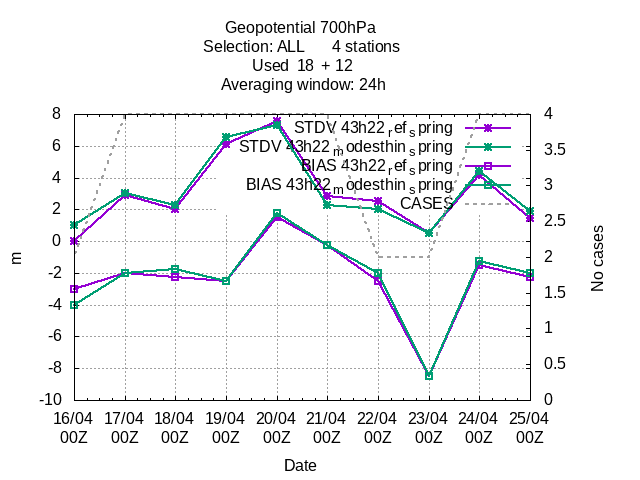 Geopotential 700hPa
Selection: ALL 4 stations
Used 18 + 12
Averaging window: 24h
8
6
4
2
0
-2
-4
-6
-8
-10
m
STDV 43h22_ref_spring
STDV 43h22_modesthin_spring
BIAS 43h22_ref_spring
BIAS 43h22_modesthin_spring
CASES
4
3.5
3
2.5
2
1.5
1
0.5
0
No cases
16/04 17/04 18/04 19/04 20/04 21/04 22/04 23/04 24/04 25/04
00Z 00Z 00Z 00Z 00Z 00Z 00Z 00Z 00Z 00Z
Date